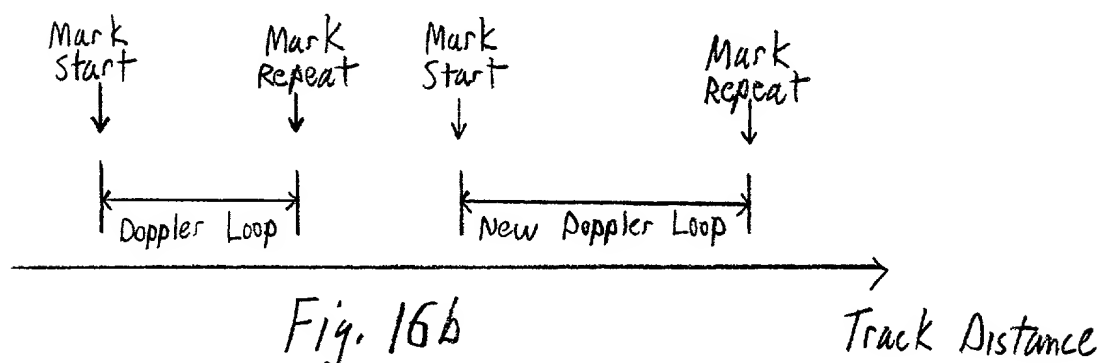 Mark
Start
Mark
Repeat
Mark
Start
Mark
Repeat
Doppler Loop
New Doppler Loop
Fig. 16b
Track Distance